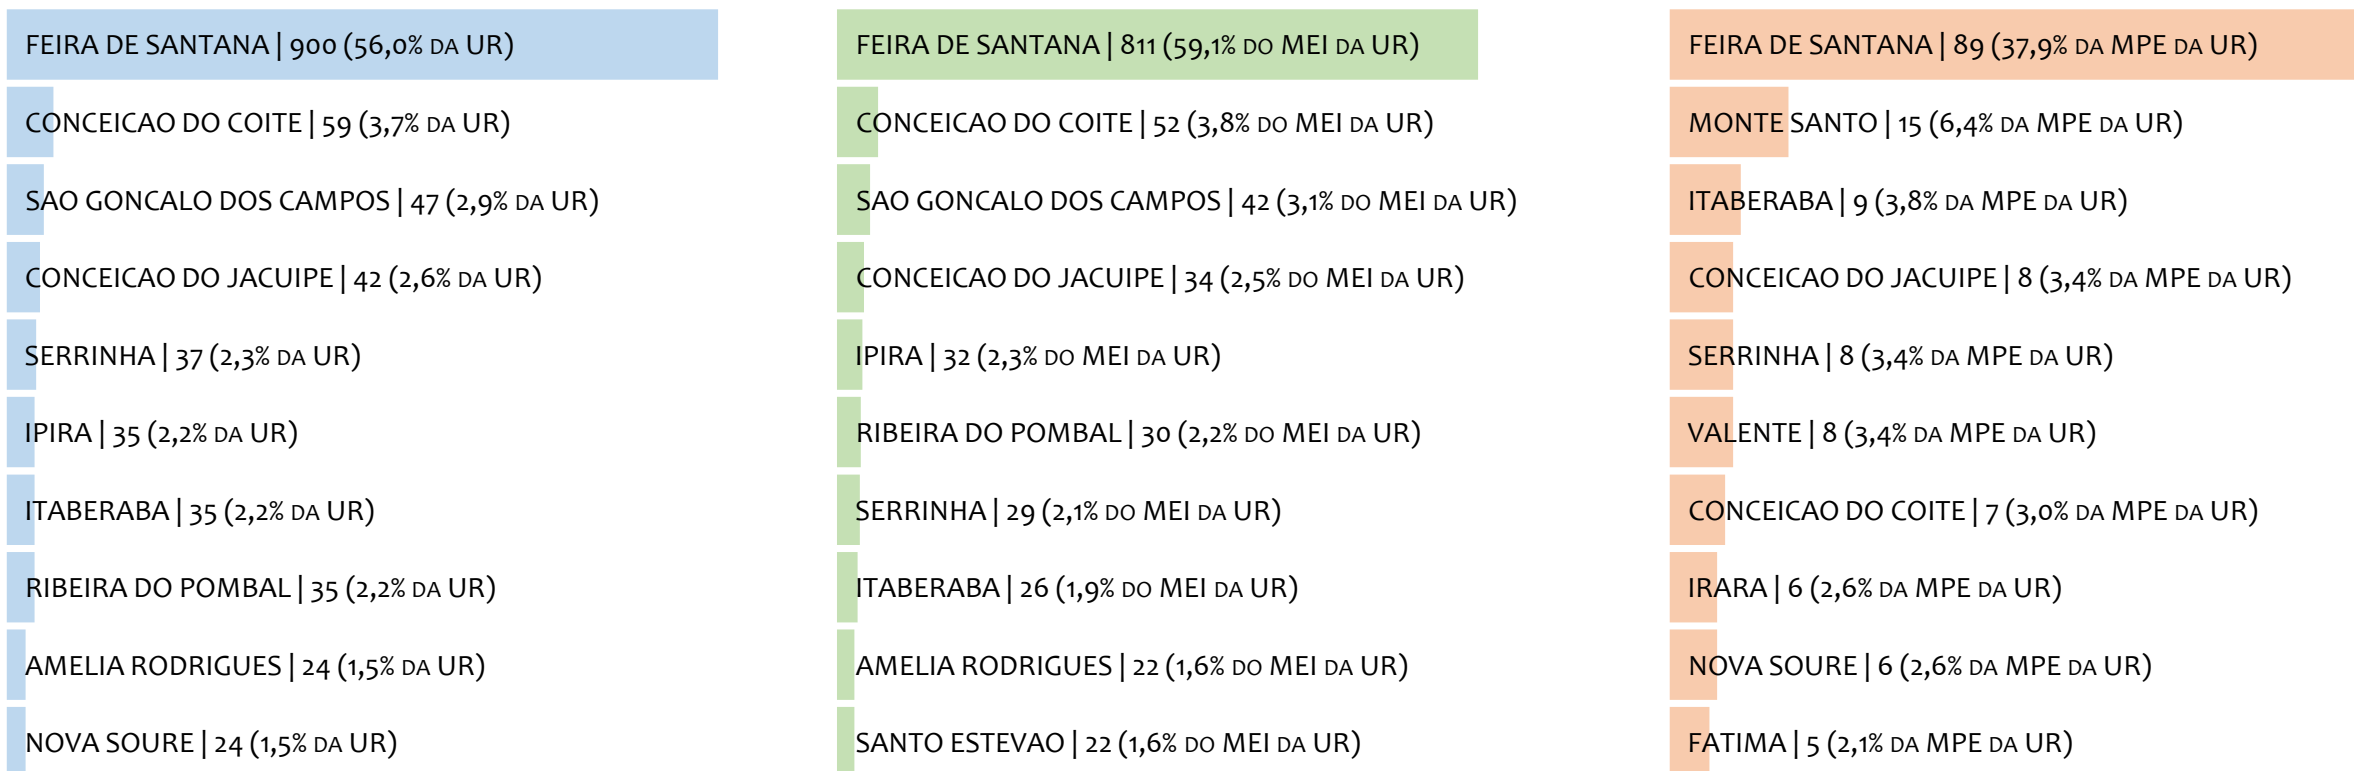 FEIRA DE SANTANA | 900 (56,0% DA UR)
CONCEICAO DO COITE | 59 (3,7% DA UR)
SAO GONCALO DOS CAMPOS | 47 (2,9% DA UR)
CONCEICAO DO JACUIPE | 42 (2,6% DA UR)
SERRINHA | 37 (2,3% DA UR)
IPIRA | 35 (2,2% DA UR)
ITABERABA | 35 (2,2% DA UR)
RIBEIRA DO POMBAL | 35 (2,2% DA UR)
AMELIA RODRIGUES | 24 (1,5% DA UR)
NOVA SOURE | 24 (1,5% DA UR)
FEIRA DE SANTANA | 811 (59,1% DO MEI DA UR)
CONCEICAO DO COITE | 52 (3,8% DO MEI DA UR)
SAO GONCALO DOS CAMPOS | 42 (3,1% DO MEI DA UR)
CONCEICAO DO JACUIPE | 34 (2,5% DO MEI DA UR)
IPIRA | 32 (2,3% DO MEI DA UR)
RIBEIRA DO POMBAL | 30 (2,2% DO MEI DA UR)
SERRINHA | 29 (2,1% DO MEI DA UR)
ITABERABA | 26 (1,9% DO MEI DA UR)
AMELIA RODRIGUES | 22 (1,6% DO MEI DA UR)
SANTO ESTEVAO | 22 (1,6% DO MEI DA UR)
FEIRA DE SANTANA | 89 (37,9% DA MPE DA UR)
MONTE SANTO | 15 (6,4% DA MPE DA UR)
ITABERABA | 9 (3,8% DA MPE DA UR)
CONCEICAO DO JACUIPE | 8 (3,4% DA MPE DA UR)
SERRINHA | 8 (3,4% DA MPE DA UR)
VALENTE | 8 (3,4% DA MPE DA UR)
CONCEICAO DO COITE | 7 (3,0% DA MPE DA UR)
IRARA | 6 (2,6% DA MPE DA UR)
NOVA SOURE | 6 (2,6% DA MPE DA UR)
FATIMA | 5 (2,1% DA MPE DA UR)